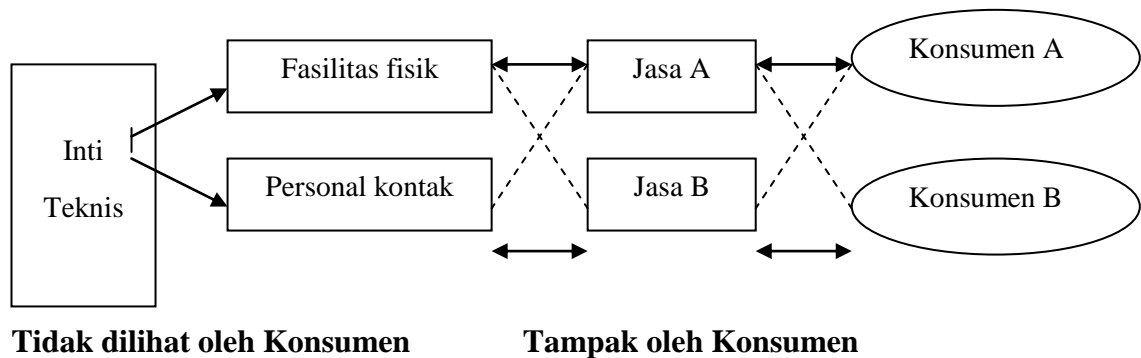 Fasilitas fisik
Jasa A
Konsumen A
Inti
Teknis
Personal kontak
Jasa B
Konsumen B
Tidak dilihat oleh Konsumen
Tampak oleh Konsumen